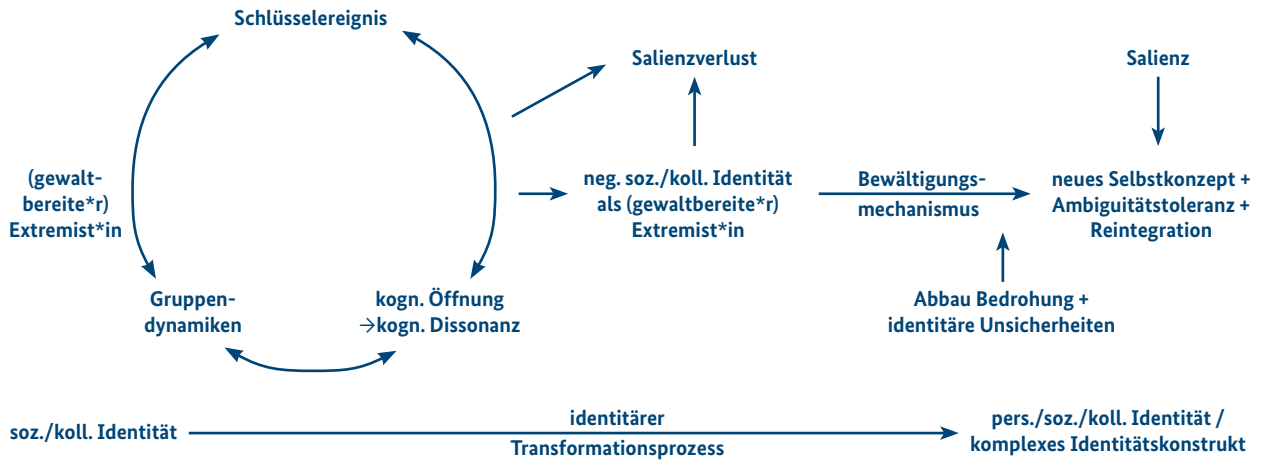 Schlüsselereignis
Salienzverlust
Salienz
(gewalt-
bereite*r)
Extremist*in
neg. soz./koll. Identität
als (gewaltbereite*r)
Extremist*in
Bewältigungs-
mechanismus
neues Selbstkonzept +
Ambiguitätstoleranz +
Reintegration
Gruppen-
dynamiken
kogn. Öffnung
→kogn. Dissonanz
Abbau Bedrohung +
identitäre Unsicherheiten
soz./koll. Identität
identitärer
Transformationsprozess
pers./soz./koll. Identität /
komplexes Identitätskonstrukt